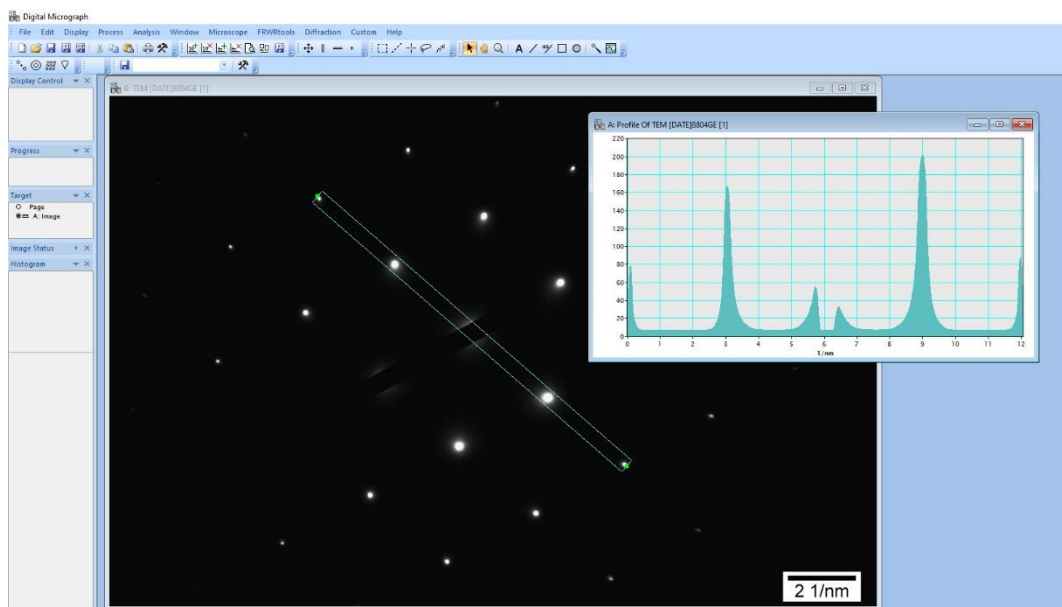 Digital Micrograph
File Edit Display Process Analysis Window Microscope FRWRtools Diffraction Custom Help
Display Control
Progress
Target
Page
A: Image
Image Status
Histogram
B: TEM [DATE]8804GE [1]
2 1/nm
A: Profile Of TEM [DATE]8804GE [1]
220
200
180
160
140
120
100
80
60
40
20
0
0 1 2 3 4 5 6 7 8 9 10 11 12
1/nm